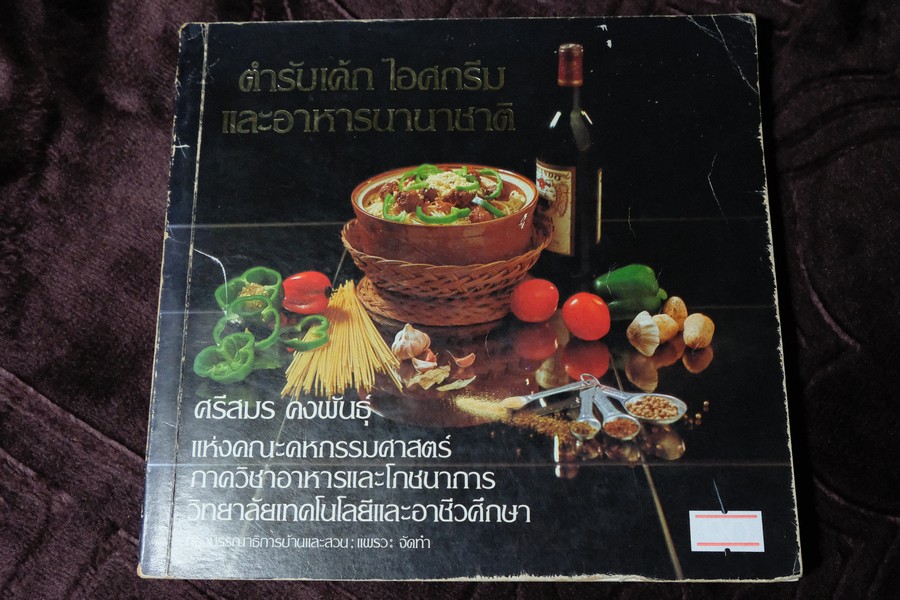 ตำรับเค้ก ไอศกรีม
และอาหารนานาชาติ
ศรีสมร คงพันธุ์
แห่งคณะคหกรรมศาสตร์
ภาควิชาอาหารและโภชนาการ
วิทยาลัยเทคโนโลยีและอาชีวศึกษา
กองบรรณาธิการบ้านและสวน : แพรว : จัดทำ